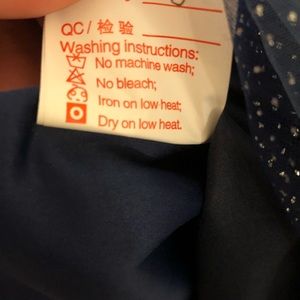 QC / 检 验
Washing instructions:
No machine wash;
No bleach;
Iron on low heat;
Dry on low heat.